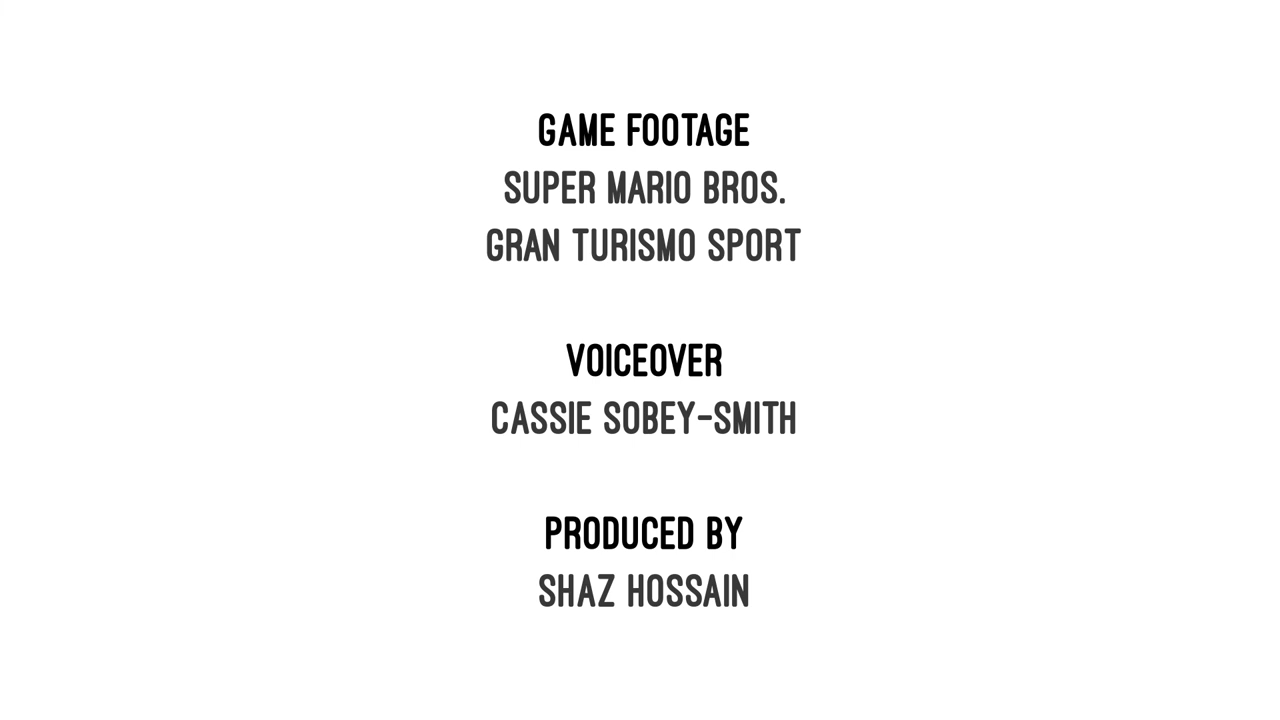 GAME FOOTAGE
SUPER MARIO BROS.
GRAN TURISMO SPORT
VOICEOVER
CASSIE SOBEY-SMITH
PRODUCED BY
SHAZ HOSSAIN